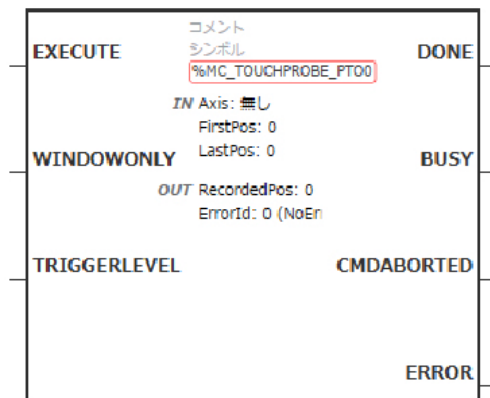 コメント
EXECUTE シンボル DONE
%MC_TOUCHPROBE_PTO0
IN Axis: 無し
FirstPos: 0
WINDOWONLY LastPos: 0 BUSY
OUT RecordedPos: 0
ErrorId: 0 (NoErr
TRIGGERLEVEL CMDABORTED
ERROR